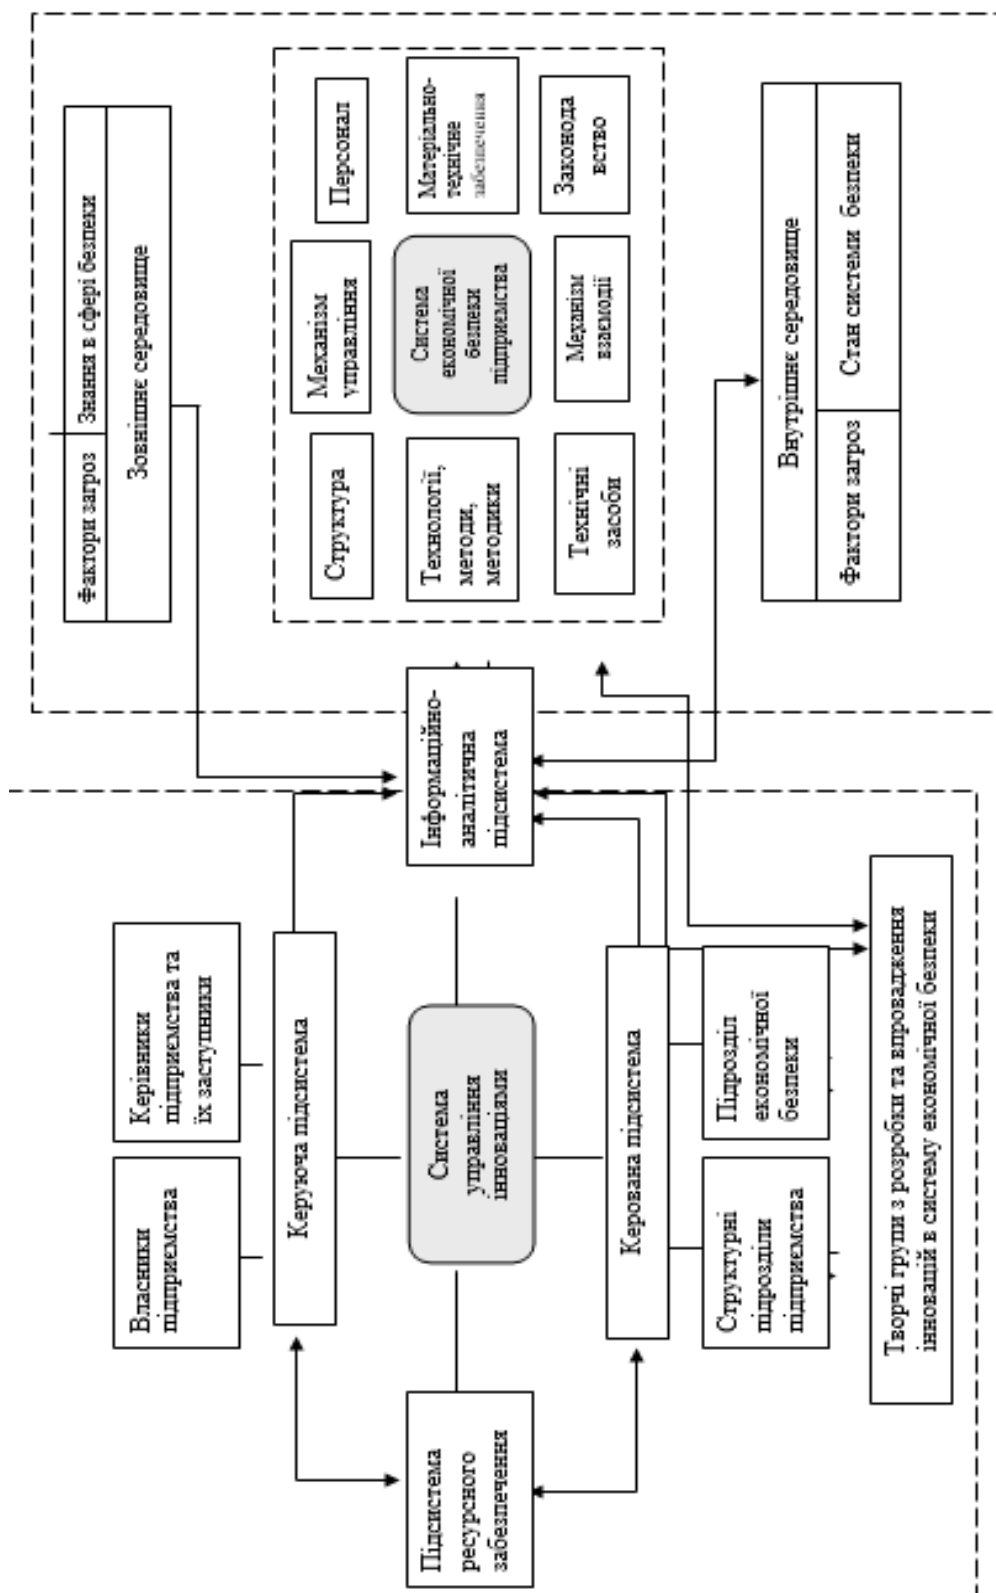 Підсистема
ресурсного
забезпечення
Власники
підприємства
Керівники
підприємства та
їх заступники
Керуюча підсистема
Система
управління
інноваціями
Керована підсистема
Структурні
підрозділи
підприємства
Підрозділ
економічної
безпеки
Творчі групи з розробки та впровадження
інновацій в систему економічної безпеки
Інформаційно-
аналітична
підсистема
Фактори загроз
Знання в сфері безпеки
Зовнішнє середовище
Структура
Механізм
управління
Персонал
Технології,
методи,
методики
Система
економічної
безпеки
підприємства
Матеріально-
технічне
забезпечення
Технічні
засоби
Механізм
взаємодії
Законода
вство
Внутрішнє середовище
Фактори загроз
Стан системи безпеки